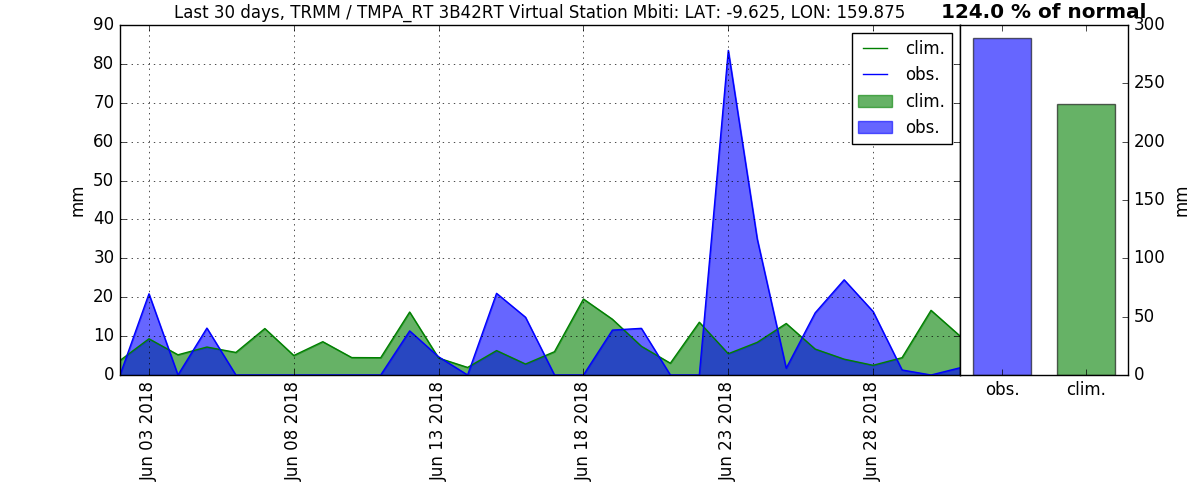 Last 30 days, TRMM / TMPA_RT 3B42RT Virtual Station Mbiti: LAT: -9.625, LON: 159.875
124.0 % of normal
90
80
70
60
50
40
30
20
10
0
mm
clim.
obs.
clim.
obs.
Jun 03 2018
Jun 08 2018
Jun 13 2018
Jun 18 2018
Jun 23 2018
Jun 28 2018
300
250
200
150
100
50
0
mm
obs.
clim.